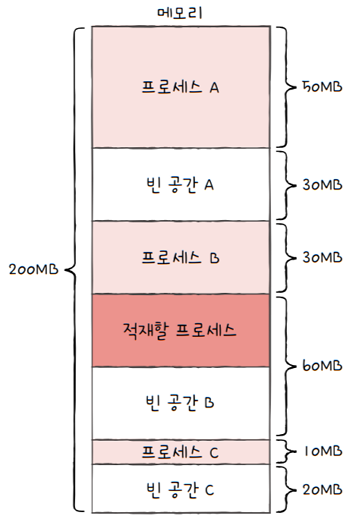 메모리
프로세스 A
50MB
빈 공간 A
30MB
프로세스 B
30MB
200MB
적재할 프로세스
60MB
빈 공간 B
프로세스 C
10MB
빈 공간 C
20MB